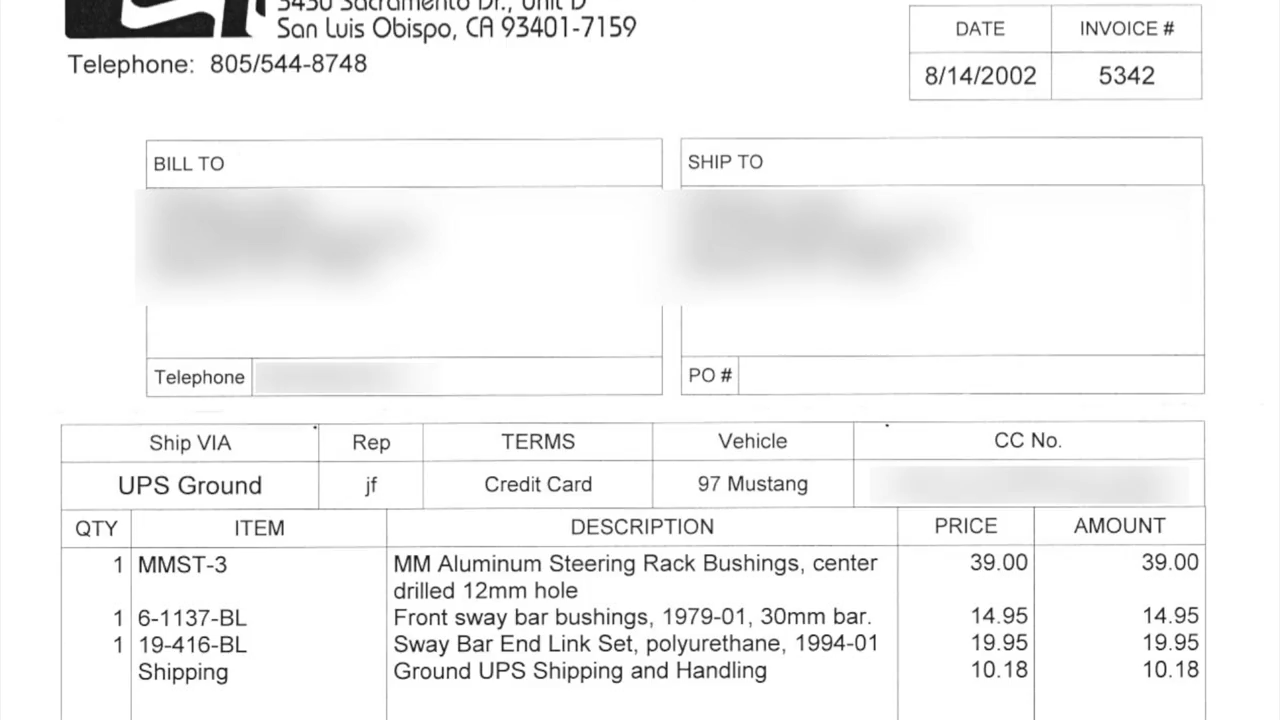 5430 Sacramento Dr., Unit D
San Luis Obispo, CA 93401-7159
Telephone: 805/544-8748
DATE INVOICE #
8/14/2002 5342
BILL TO
SHIP TO
Telephone
PO #
Ship VIA Rep TERMS Vehicle CC No.
UPS Ground jf Credit Card 97 Mustang
QTY ITEM DESCRIPTION PRICE AMOUNT
1 MMST-3 MM Aluminum Steering Rack Bushings, center 39.00 39.00
drilled 12mm hole
1 6-1137-BL Front sway bar bushings, 1979-01, 30mm bar. 14.95 14.95
1 19-416-BL Sway Bar End Link Set, polyurethane, 1994-01 19.95 19.95
Shipping Ground UPS Shipping and Handling 10.18 10.18